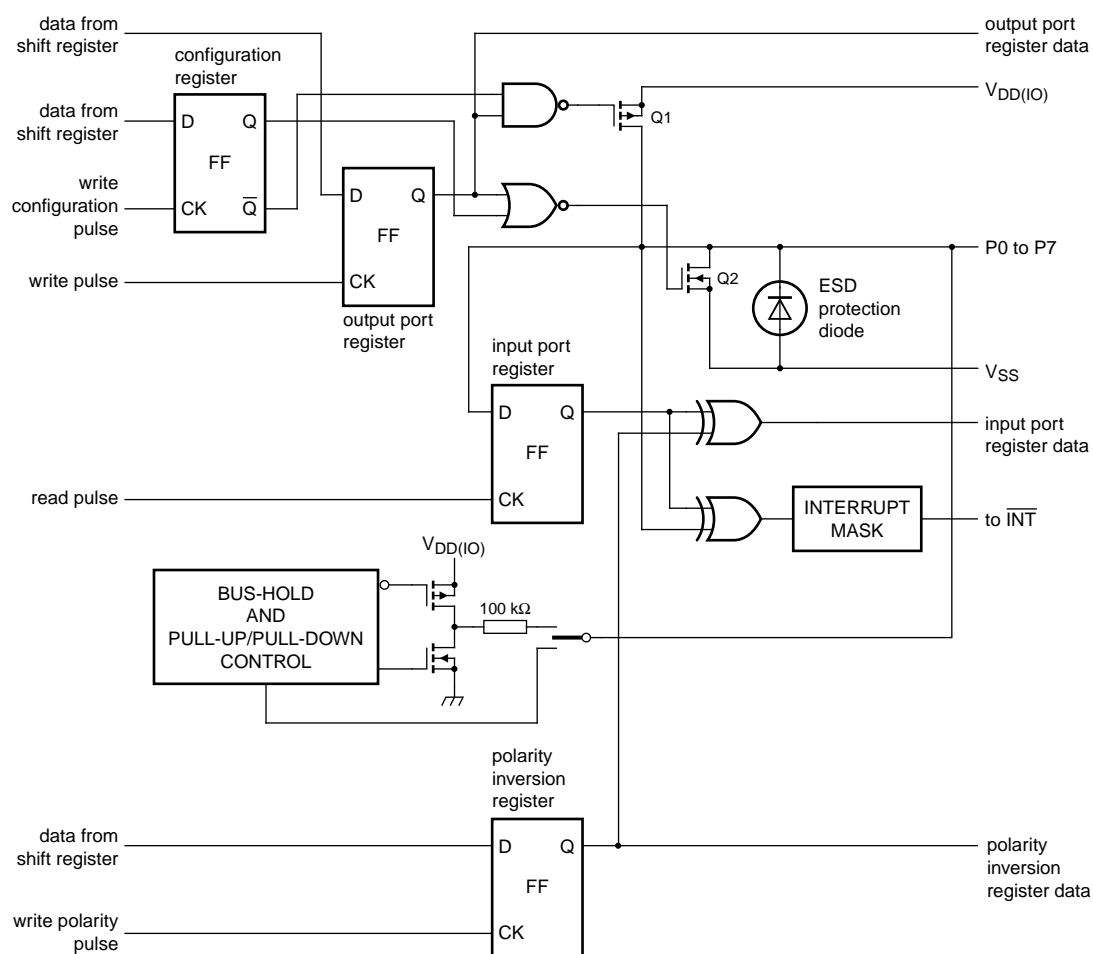 data from
shift register
output port
register data
configuration
register
VDD(IO)
data from
shift register
D
Q
FF
CK
Q̅
Q1
write
configuration
pulse
D
Q
FF
CK
P0 to P7
write pulse
Q2
ESD
protection
diode
output port
register
input port
register
VSS
D
Q
FF
CK
input port
register data
read pulse
INTERRUPT
MASK
to I̅N̅T̅
VDD(IO)
BUS-HOLD
AND
PULL-UP/PULL-DOWN
CONTROL
100 kΩ
polarity
inversion
register
data from
shift register
D
Q
FF
CK
polarity
inversion
register data
write polarity
pulse